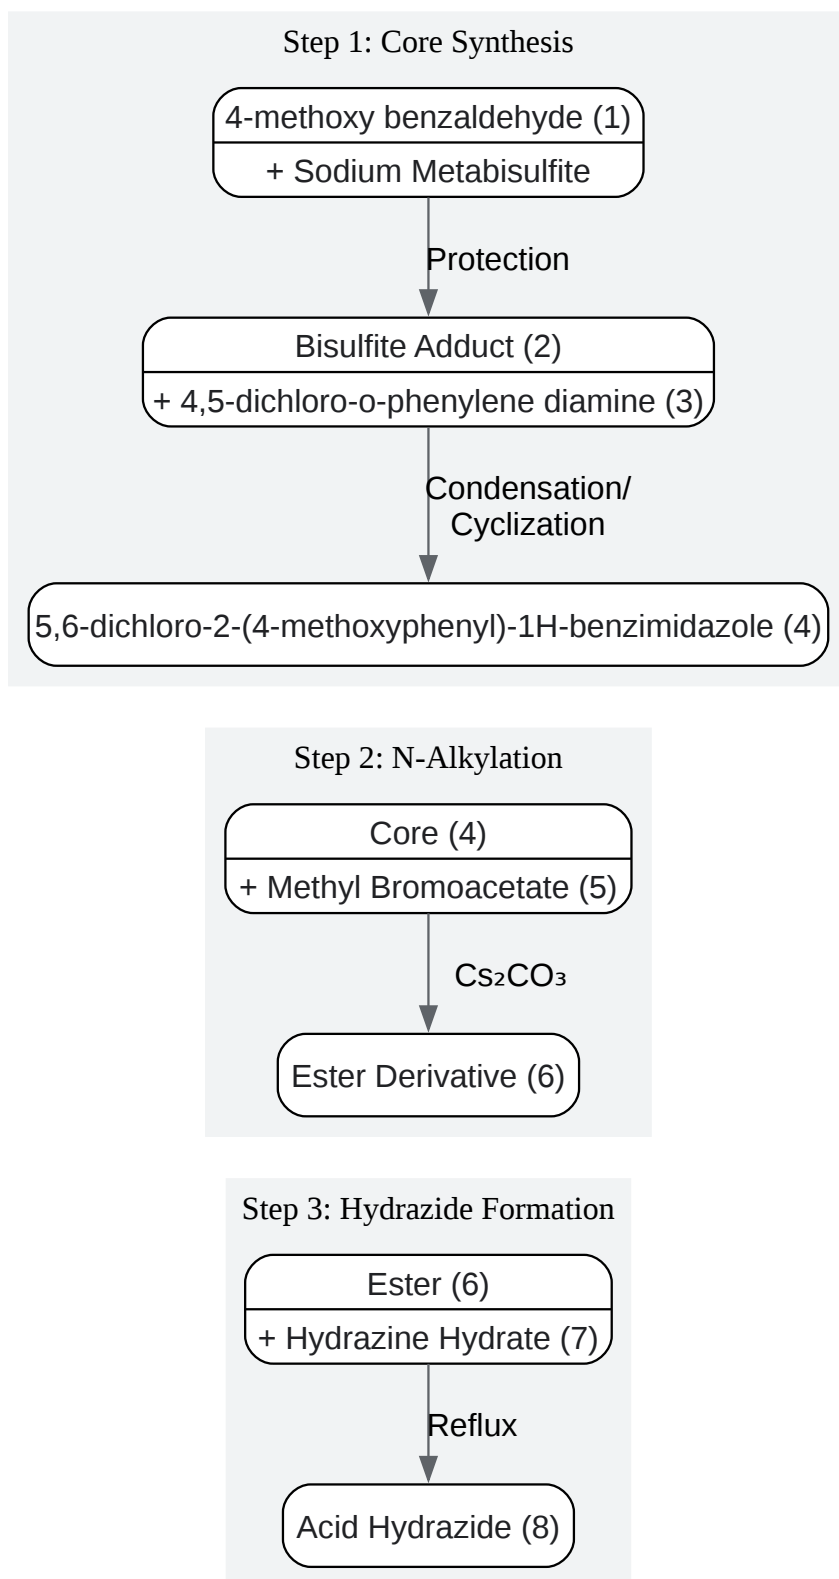 Step 1: Core Synthesis
4-methoxy benzaldehyde (1)
+ Sodium Metabisulfite
Protection
Bisulfite Adduct (2)
+ 4,5-dichloro-o-phenylene diamine (3)
Condensation/
Cyclization
5,6-dichloro-2-(4-methoxyphenyl)-1H-benzimidazole (4)
Step 2: N-Alkylation
Core (4)
+ Methyl Bromoacetate (5)
Cs₂CO₃
Ester Derivative (6)
Step 3: Hydrazide Formation
Ester (6)
+ Hydrazine Hydrate (7)
Reflux
Acid Hydrazide (8)